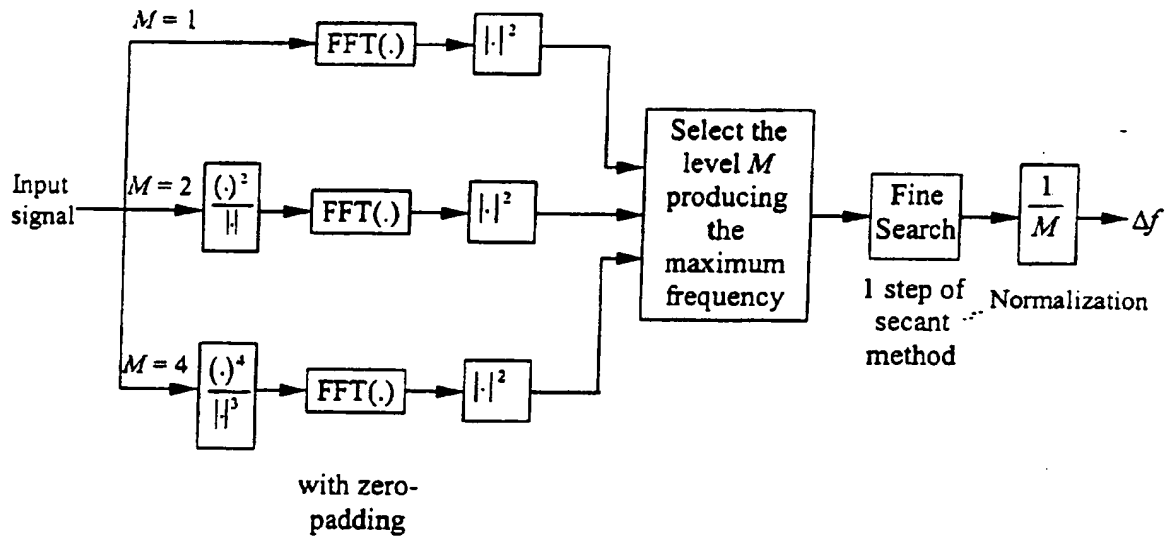 M = 1
FFT(.)
|·|²
Input
signal
M = 2
(·)²
|·|
FFT(.)
|·|²
M = 4
(·)⁴
|·|³
FFT(.)
|·|²
with zero-
padding
Select the
level M
producing
the
maximum
frequency
Fine
Search
1 step of
secant
method
1
M
Normalization
Δf